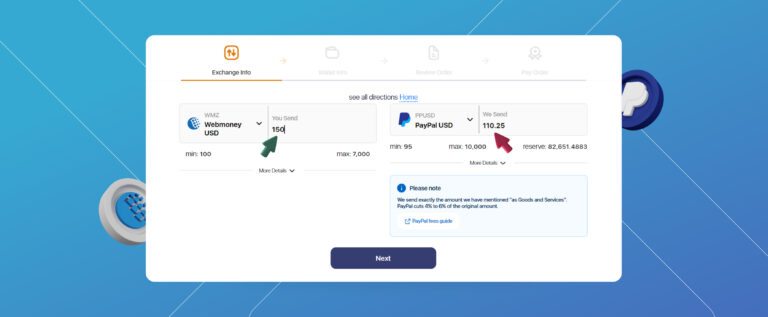 Exchange Info
Wallet Info
Review Order
Pay Order
see all directions Home
WMZ
Webmoney USD
You Send
150
PPUSD
PayPal USD
We Send
110.25
min: 100
max: 7,000
min: 95
max: 10,000
reserve: 82,651.4883
More Details
More Details
Please note
We send exactly the amount we have mentioned "as Goods and Services".
PayPal cuts 4% to 6% of the original amount.
PayPal fees guide
Next